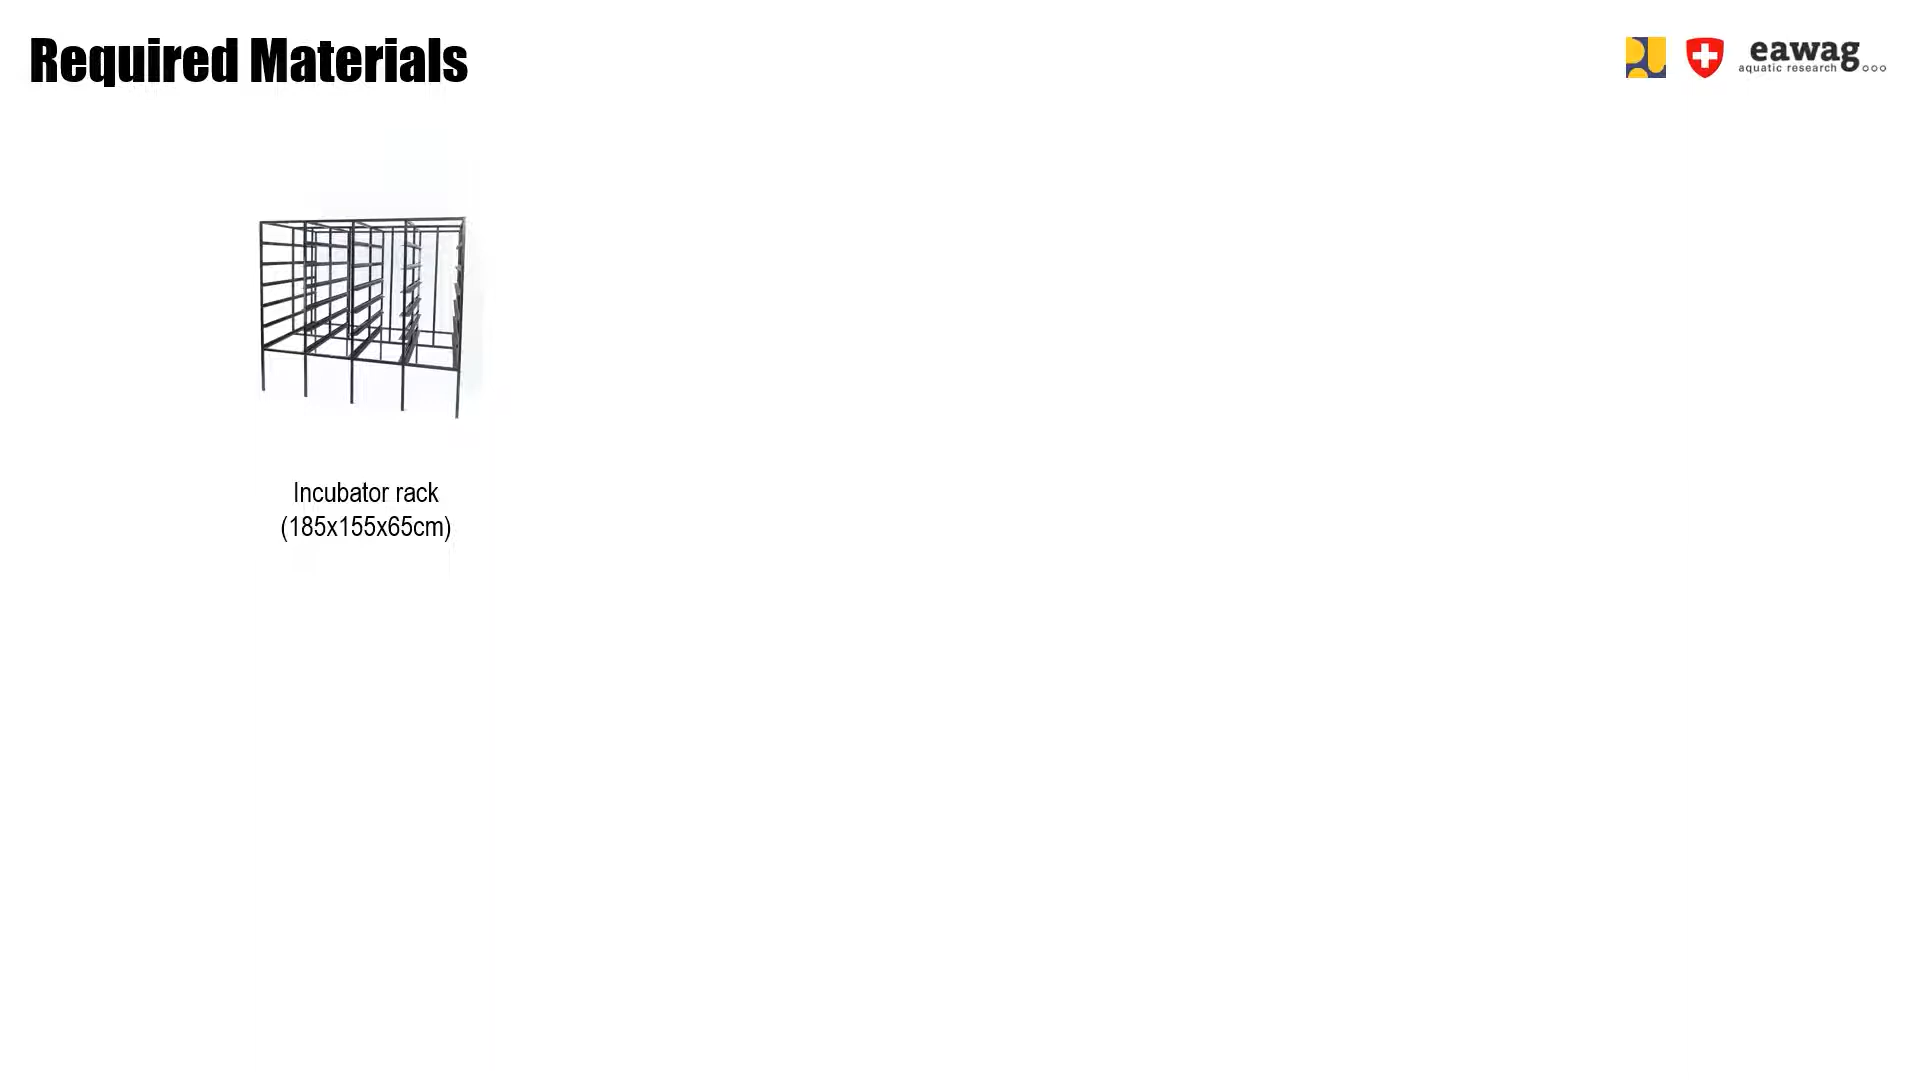 Required Materials
eawag
aquatic research
Incubator rack
(185x155x65cm)